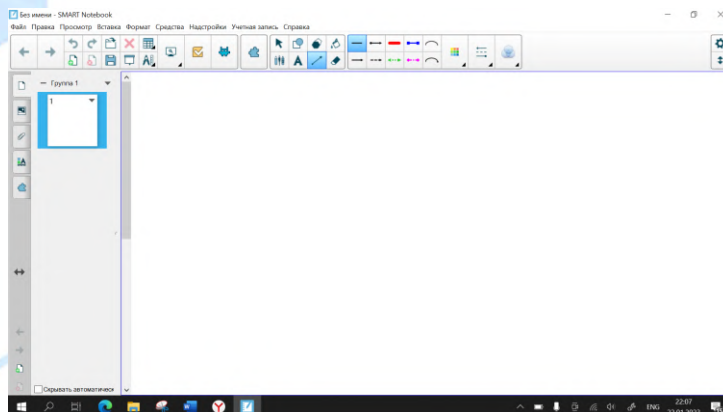 Без имени - SMART Notebook
Файл Правка Просмотр Вставка Формат Средства Надстройки Учетная запись Справка
Группа 1
1
Скрывать автоматическ
ENG
22:07